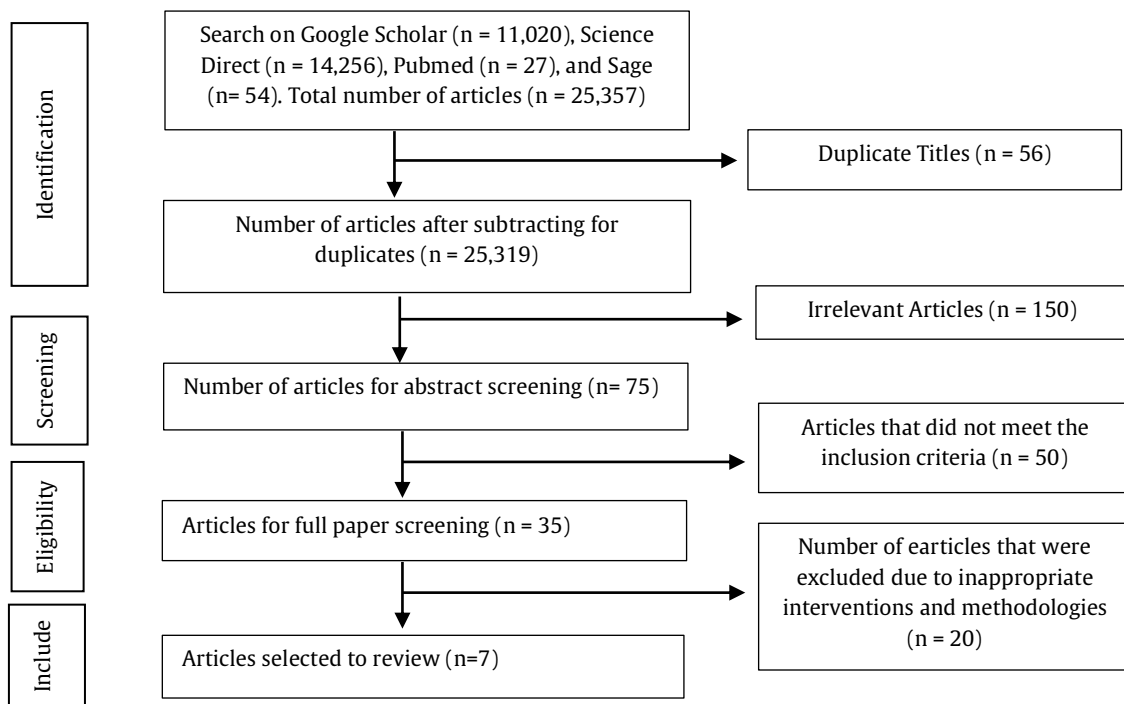 Identification
Search on Google Scholar (n = 11,020), Science
Direct (n = 14,256), Pubmed (n = 27), and Sage
(n= 54). Total number of articles (n = 25,357)
Duplicate Titles (n = 56)
Number of articles after subtracting for
duplicates (n = 25,319)
Irrelevant Articles (n = 150)
Screening
Number of articles for abstract screening (n= 75)
Articles that did not meet the
inclusion criteria (n = 50)
Eligibility
Articles for full paper screening (n = 35)
Number of earticles that were
excluded due to inappropriate
interventions and methodologies
(n = 20)
Include
Articles selected to review (n=7)